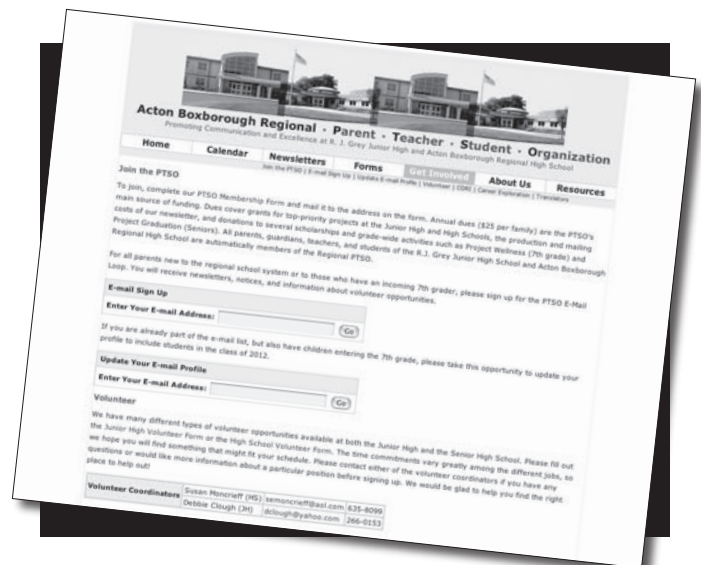 Acton Boxborough Regional • Parent • Teacher • Student • Organization
Promoting Communication and Excellence at R. J. Grey Junior High and Acton Boxborough Regional High School
Home Calendar Newsletters Forms Get Involved About Us Resources
Join the PTSO | E-mail Sign Up | Update E-mail Profile | Volunteer | CORI | Career Exploration | Translators
Join the PTSO
To join, complete our PTSO Membership Form and mail it to the address on the form. Annual dues ($25 per family) are the PTSO's
main source of funding. Dues cover grants for top-priority projects at the Junior High and High Schools, the production and mailing
costs of our newsletter, and donations to several scholarships and grade-wide activities such as Project Wellness (7th grade) and
Project Graduation (Seniors). All parents, guardians, teachers, and students of the R.J. Grey Junior High School and Acton Boxborough
Regional High School are automatically members of the Regional PTSO.
For all parents new to the regional school system or to those who have an incoming 7th grader, please sign up for the PTSO E-Mail
Loop. You will receive newsletters, notices, and information about volunteer opportunities.
E-mail Sign Up
Enter Your E-mail Address: Go
If you are already part of the e-mail list, but also have children entering the 7th grade, please take this opportunity to update your
profile to include students in the class of 2012.
Update Your E-mail Profile
Enter Your E-mail Address: Go
Volunteer
We have many different types of volunteer opportunities available at both the Junior High and the Senior High School. Please fill out
the Junior High Volunteer Form or the High School Volunteer Form. The time commitments vary greatly among the different jobs, so
we hope you will find something that might fit your schedule. Please contact either of the volunteer coordinators if you have any
questions or would like more information about a particular position before signing up. We would be glad to help you find the right
place to help out!
Volunteer Coordinators Susan Moncrieff (HS) semoncrieff@aol.com 635-8099
Debbie Clough (JH) dclough@yahoo.com 266-0153